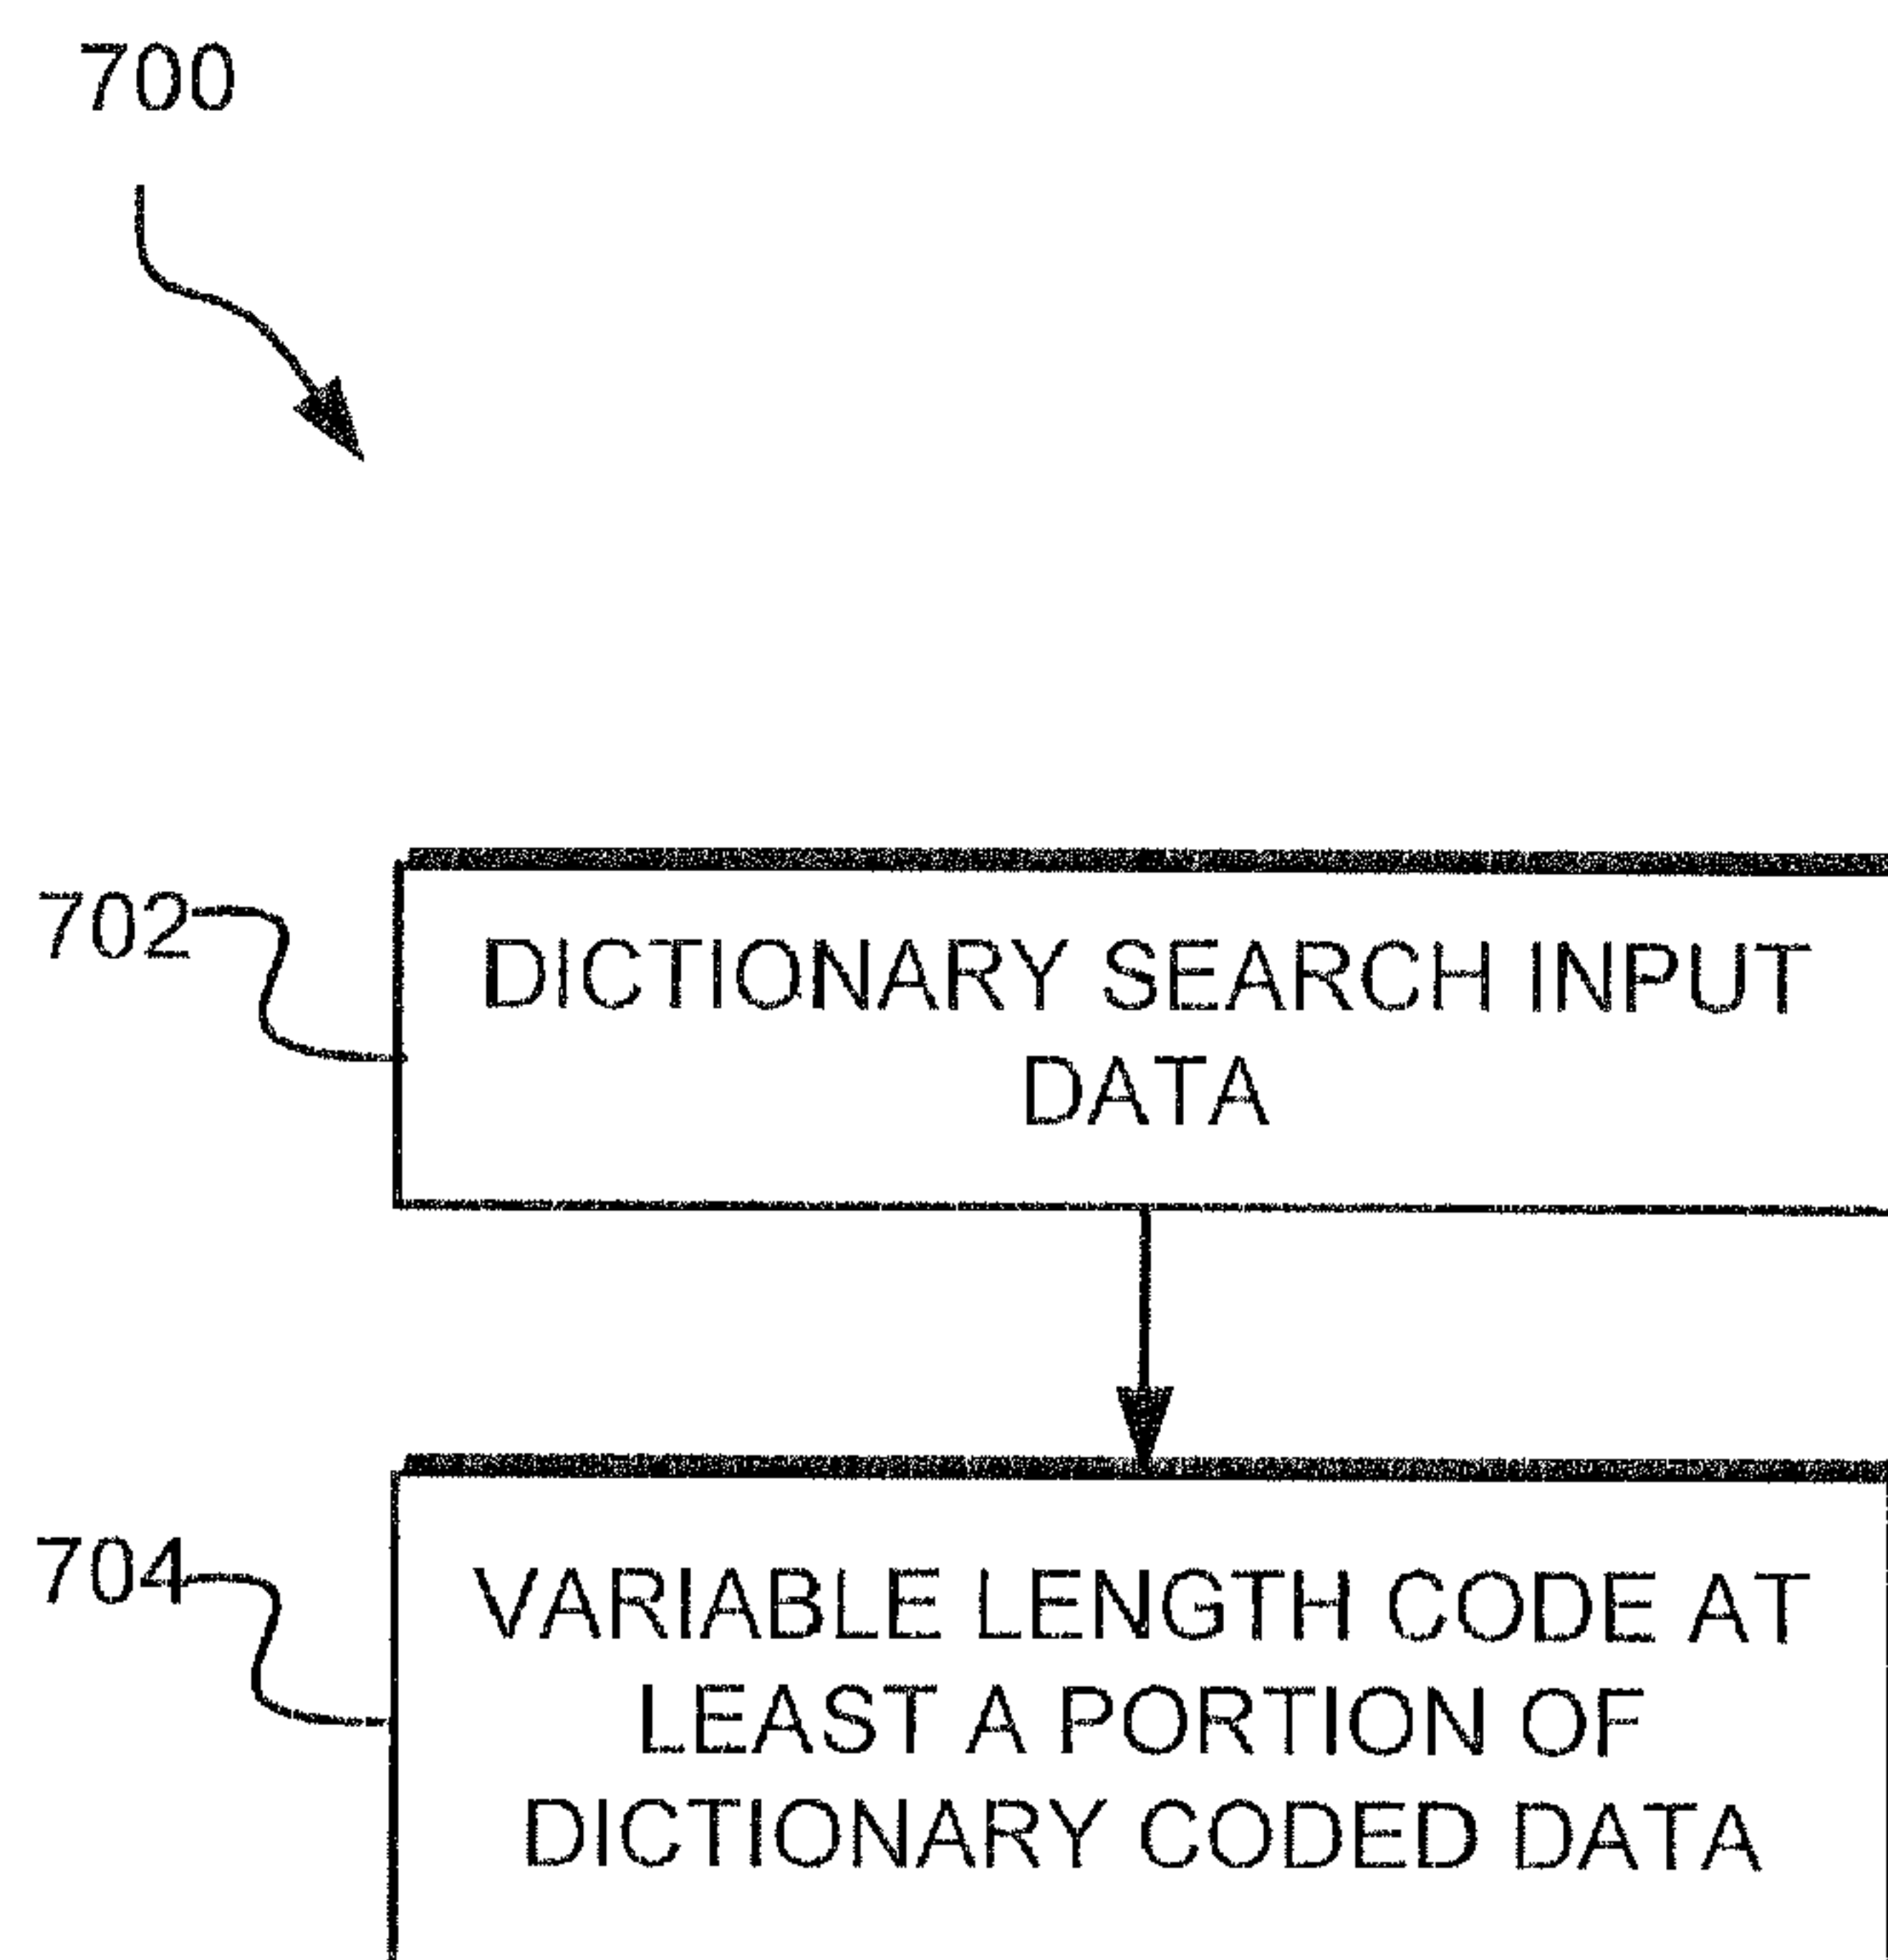 700
702
DICTIONARY SEARCH INPUT
DATA
704
VARIABLE LENGTH CODE AT
LEAST A PORTION OF
DICTIONARY CODED DATA